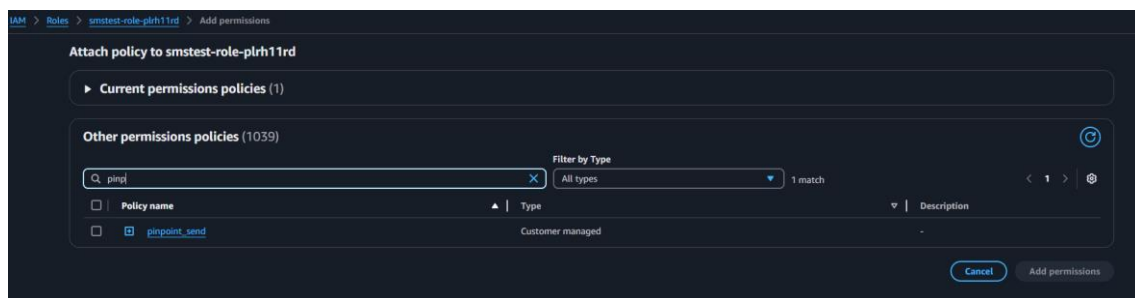 IAM > Roles > smstest-role-plrh11rd > Add permissions
Attach policy to smstest-role-plrh11rd
Current permissions policies (1)
Other permissions policies (1039)
Filter by Type
pinp All types 1 match 1
Policy name Type Description
pinpoint_send Customer managed -
Cancel Add permissions